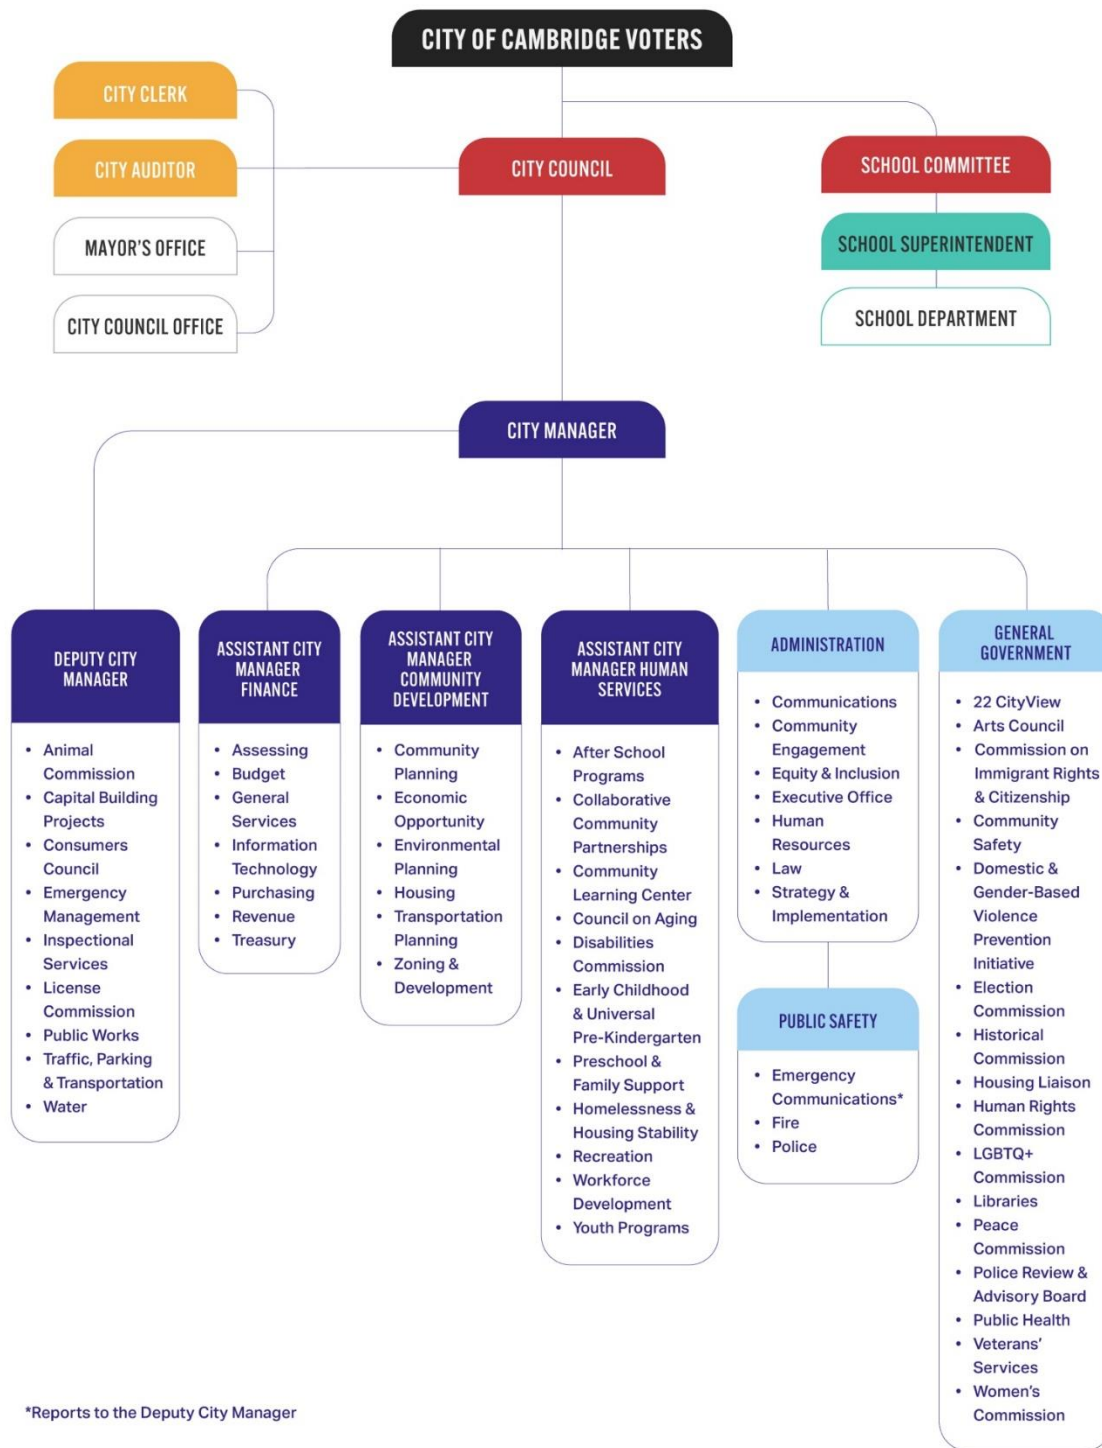 CITY OF CAMBRIDGE VOTERS
CITY CLERK
CITY AUDITOR
MAYOR'S OFFICE
CITY COUNCIL OFFICE
CITY COUNCIL
SCHOOL COMMITTEE
SCHOOL SUPERINTENDENT
SCHOOL DEPARTMENT
CITY MANAGER
DEPUTY CITY
MANAGER
• Animal
Commission
• Capital Building
Projects
• Consumers
Council
• Emergency
Management
• Inspectional
Services
• License
Commission
• Public Works
• Traffic, Parking
& Transportation
• Water
ASSISTANT CITY
MANAGER
FINANCE
• Assessing
• Budget
• General
Services
• Information
Technology
• Purchasing
• Revenue
• Treasury
ASSISTANT CITY
MANAGER
COMMUNITY
DEVELOPMENT
• Community
Planning
• Economic
Opportunity
• Environmental
Planning
• Housing
• Transportation
Planning
• Zoning &
Development
ASSISTANT CITY
MANAGER HUMAN
SERVICES
• After School
Programs
• Collaborative
Community
Partnerships
• Community
Learning Center
• Council on Aging
• Disabilities
Commission
• Early Childhood
& Universal
Pre-Kindergarten
• Preschool &
Family Support
• Homelessness &
Housing Stability
• Recreation
• Workforce
Development
• Youth Programs
ADMINISTRATION
• Communications
• Community
Engagement
• Equity & Inclusion
• Executive Office
• Human
Resources
• Law
• Strategy &
Implementation
PUBLIC SAFETY
• Emergency
Communications*
• Fire
• Police
GENERAL
GOVERNMENT
• 22 CityView
• Arts Council
• Commission on
Immigrant Rights
& Citizenship
• Community
Safety
• Domestic &
Gender-Based
Violence
Prevention
Initiative
• Election
Commission
• Historical
Commission
• Housing Liaison
• Human Rights
Commission
• LGBTQ+
Commission
• Libraries
• Peace
Commission
• Police Review &
Advisory Board
• Public Health
• Veterans'
Services
• Women's
Commission
*Reports to the Deputy City Manager